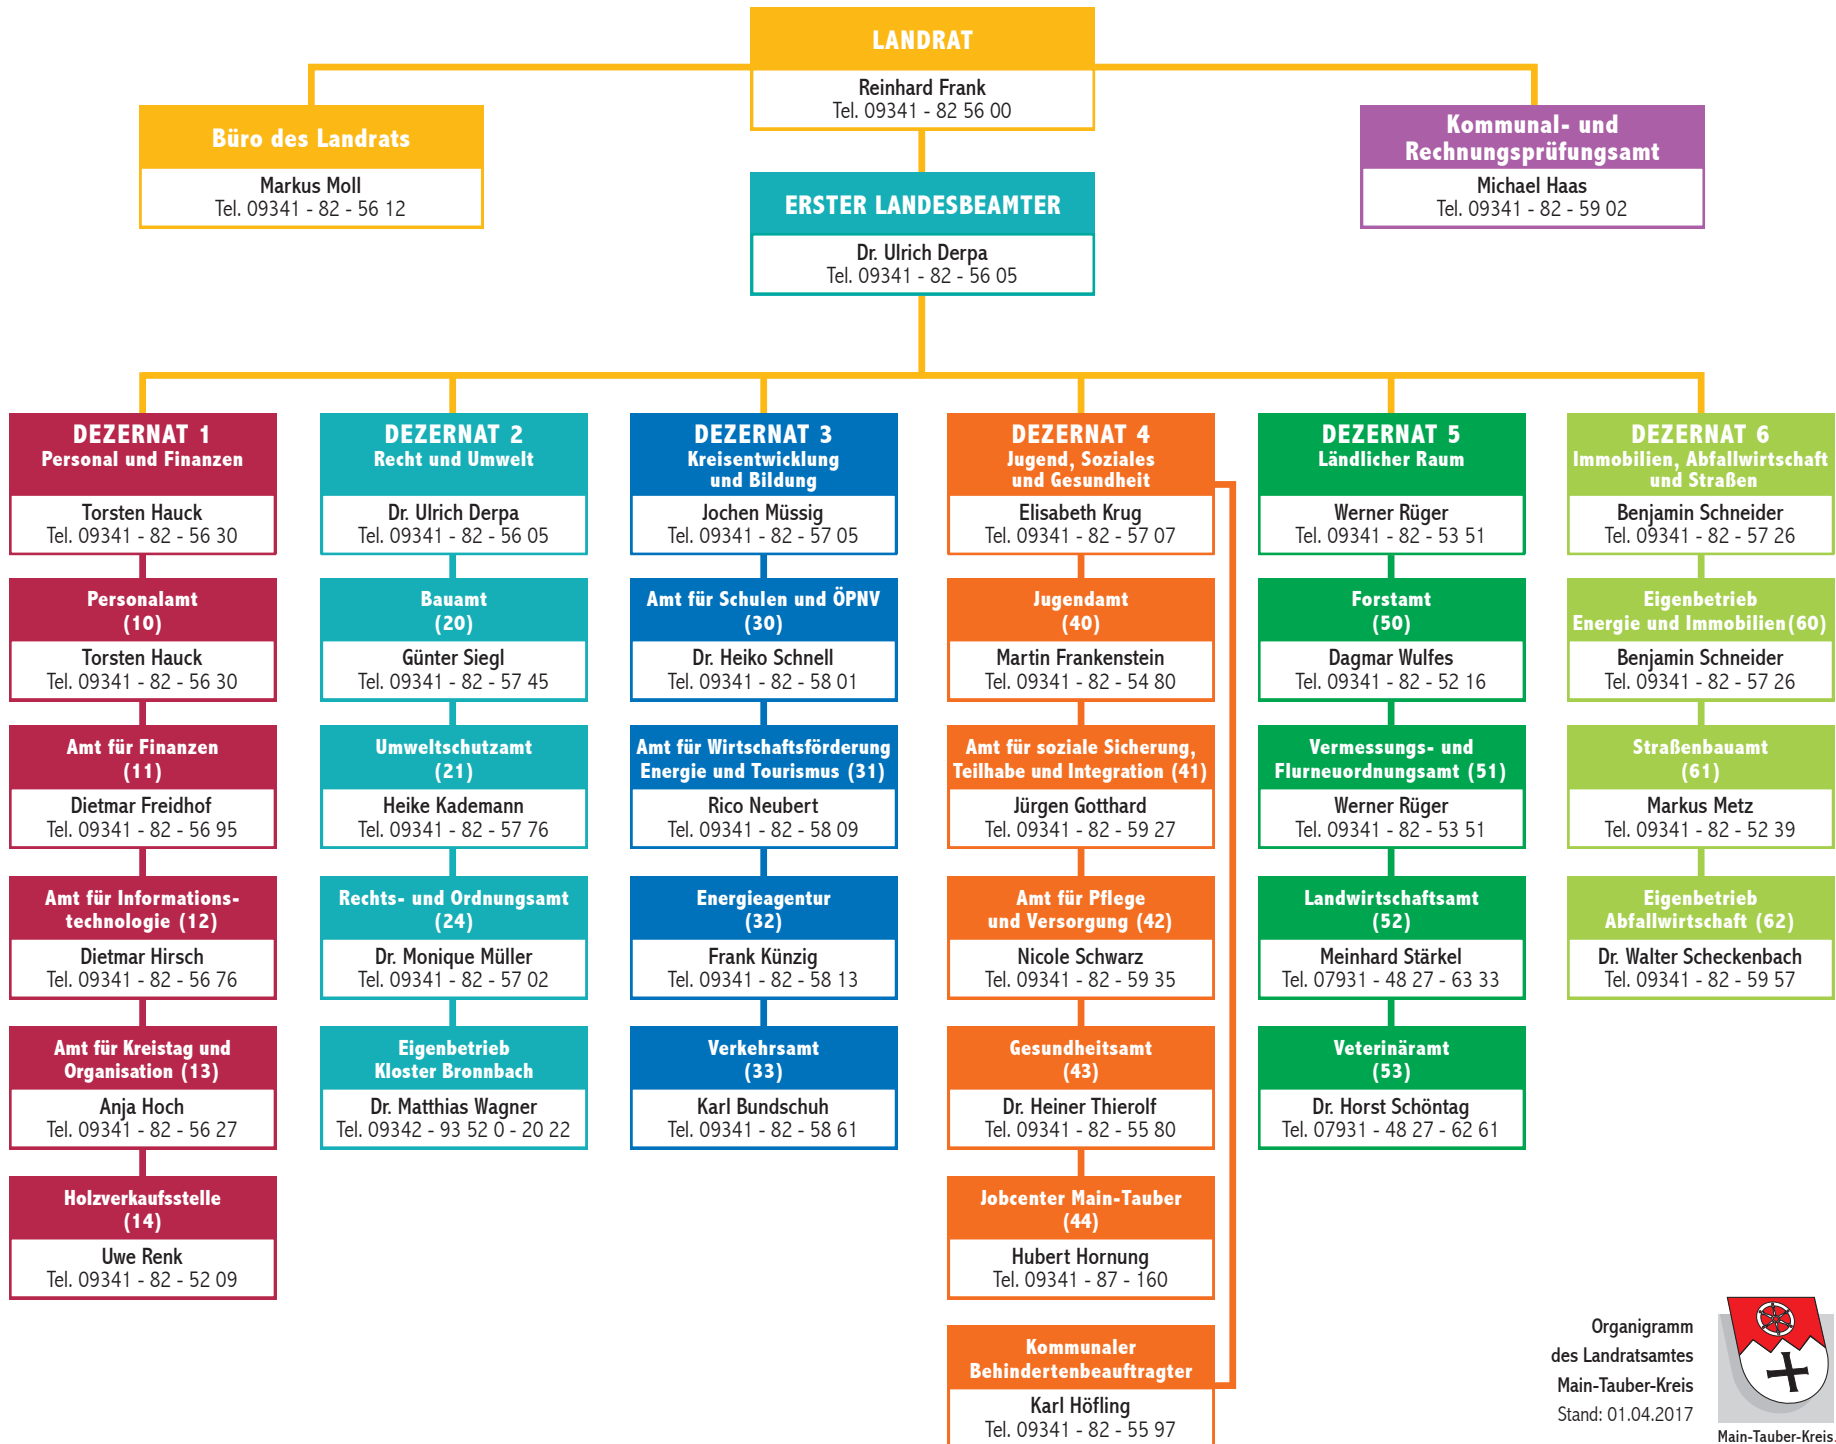 LANDRAT
Reinhard Frank
Tel. 09341 - 82 56 00
Büro des Landrats
Markus Moll
Tel. 09341 - 82 - 56 12
Kommunal- und
Rechnungsprüfungsamt
Michael Haas
Tel. 09341 - 82 - 59 02
ERSTER LANDESBEAMTER
Dr. Ulrich Derpa
Tel. 09341 - 82 - 56 05
DEZERNAT 1
Personal und Finanzen
Torsten Hauck
Tel. 09341 - 82 - 56 30
Personalamt
(10)
Torsten Hauck
Tel. 09341 - 82 - 56 30
Amt für Finanzen
(11)
Dietmar Freidhof
Tel. 09341 - 82 - 56 95
Amt für Informations-
technologie (12)
Dietmar Hirsch
Tel. 09341 - 82 - 56 76
Amt für Kreistag und
Organisation (13)
Anja Hoch
Tel. 09341 - 82 - 56 27
Holzverkaufsstelle
(14)
Uwe Renk
Tel. 09341 - 82 - 52 09
DEZERNAT 2
Recht und Umwelt
Dr. Ulrich Derpa
Tel. 09341 - 82 - 56 05
Bauamt
(20)
Günter Siegl
Tel. 09341 - 82 - 57 45
Umweltschutzamt
(21)
Heike Kademann
Tel. 09341 - 82 - 57 76
Rechts- und Ordnungsamt
(24)
Dr. Monique Müller
Tel. 09341 - 82 - 57 02
Eigenbetrieb
Kloster Bronnbach
Dr. Matthias Wagner
Tel. 09342 - 93 52 0 - 20 22
DEZERNAT 3
Kreisentwicklung
und Bildung
Jochen Müssig
Tel. 09341 - 82 - 57 05
Amt für Schulen und ÖPNV
(30)
Dr. Heiko Schnell
Tel. 09341 - 82 - 58 01
Amt für Wirtschaftsförderung
Energie und Tourismus (31)
Rico Neubert
Tel. 09341 - 82 - 58 09
Energieagentur
(32)
Frank Künzig
Tel. 09341 - 82 - 58 13
Verkehrsamt
(33)
Karl Bundschuh
Tel. 09341 - 82 - 58 61
DEZERNAT 4
Jugend, Soziales
und Gesundheit
Elisabeth Krug
Tel. 09341 - 82 - 57 07
Jugendamt
(40)
Martin Frankenstein
Tel. 09341 - 82 - 54 80
Amt für soziale Sicherung,
Teilhabe und Integration (41)
Jürgen Gotthard
Tel. 09341 - 82 - 59 27
Amt für Pflege
und Versorgung (42)
Nicole Schwarz
Tel. 09341 - 82 - 59 35
Gesundheitsamt
(43)
Dr. Heiner Thierolf
Tel. 09341 - 82 - 55 80
Jobcenter Main-Tauber
(44)
Hubert Hornung
Tel. 09341 - 87 - 160
Kommunaler
Behindertenbeauftragter
Karl Höfling
Tel. 09341 - 82 - 55 97
DEZERNAT 5
Ländlicher Raum
Werner Rüger
Tel. 09341 - 82 - 53 51
Forstamt
(50)
Dagmar Wulfes
Tel. 09341 - 82 - 52 16
Vermessungs- und
Flurneuordnungsamt (51)
Werner Rüger
Tel. 09341 - 82 - 53 51
Landwirtschaftsamt
(52)
Meinhard Stärkel
Tel. 07931 - 48 27 - 63 33
Veterinäramt
(53)
Dr. Horst Schöntag
Tel. 07931 - 48 27 - 62 61
DEZERNAT 6
Immobilien, Abfallwirtschaft
und Straßen
Benjamin Schneider
Tel. 09341 - 82 - 57 26
Eigenbetrieb
Energie und Immobilien(60)
Benjamin Schneider
Tel. 09341 - 82 - 57 26
Straßenbauamt
(61)
Markus Metz
Tel. 09341 - 82 - 52 39
Eigenbetrieb
Abfallwirtschaft (62)
Dr. Walter Scheckenbach
Tel. 09341 - 82 - 59 57
Organigramm
des Landratsamtes
Main-Tauber-Kreis
Stand: 01.04.2017
Main-Tauber-Kreis.